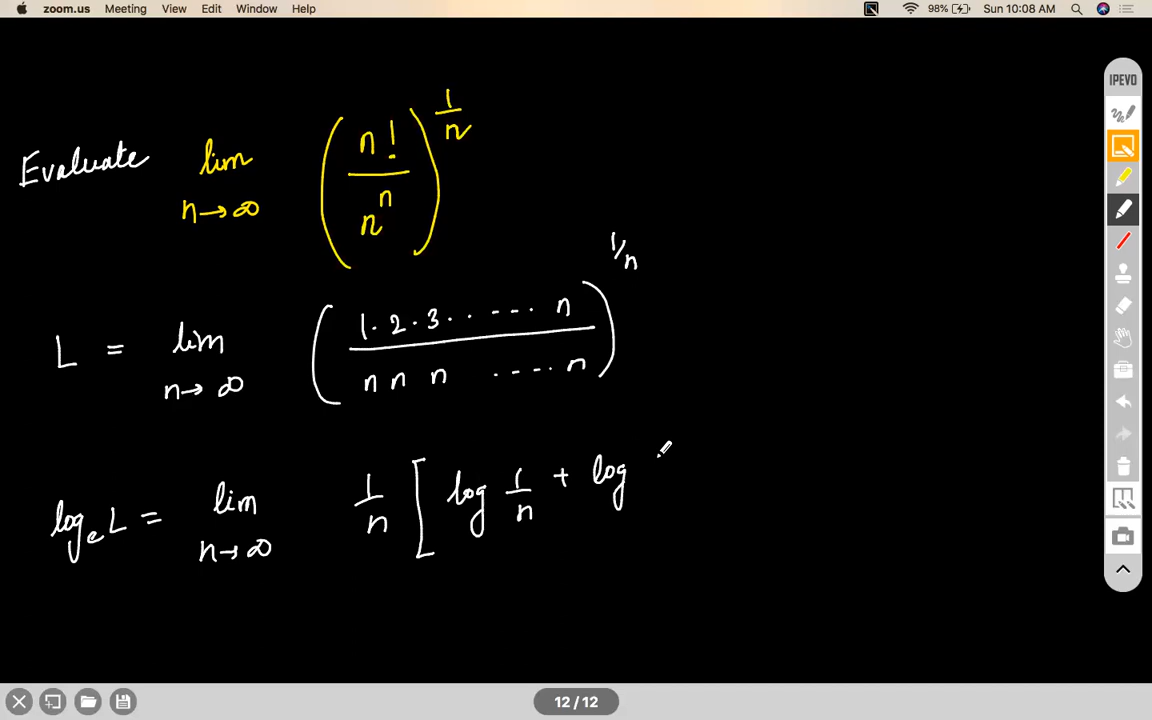 zoom.us Meeting View Edit Window Help 98% Sun 10:08 AM
IPEVO
Evaluate lim n→∞ (n!/n^n)^(1/n)
L = lim n→∞ (1·2·3·····n / n n n ····n)^(1/n)
log_e L = lim n→∞ 1/n [ log 1/n + log
12/12